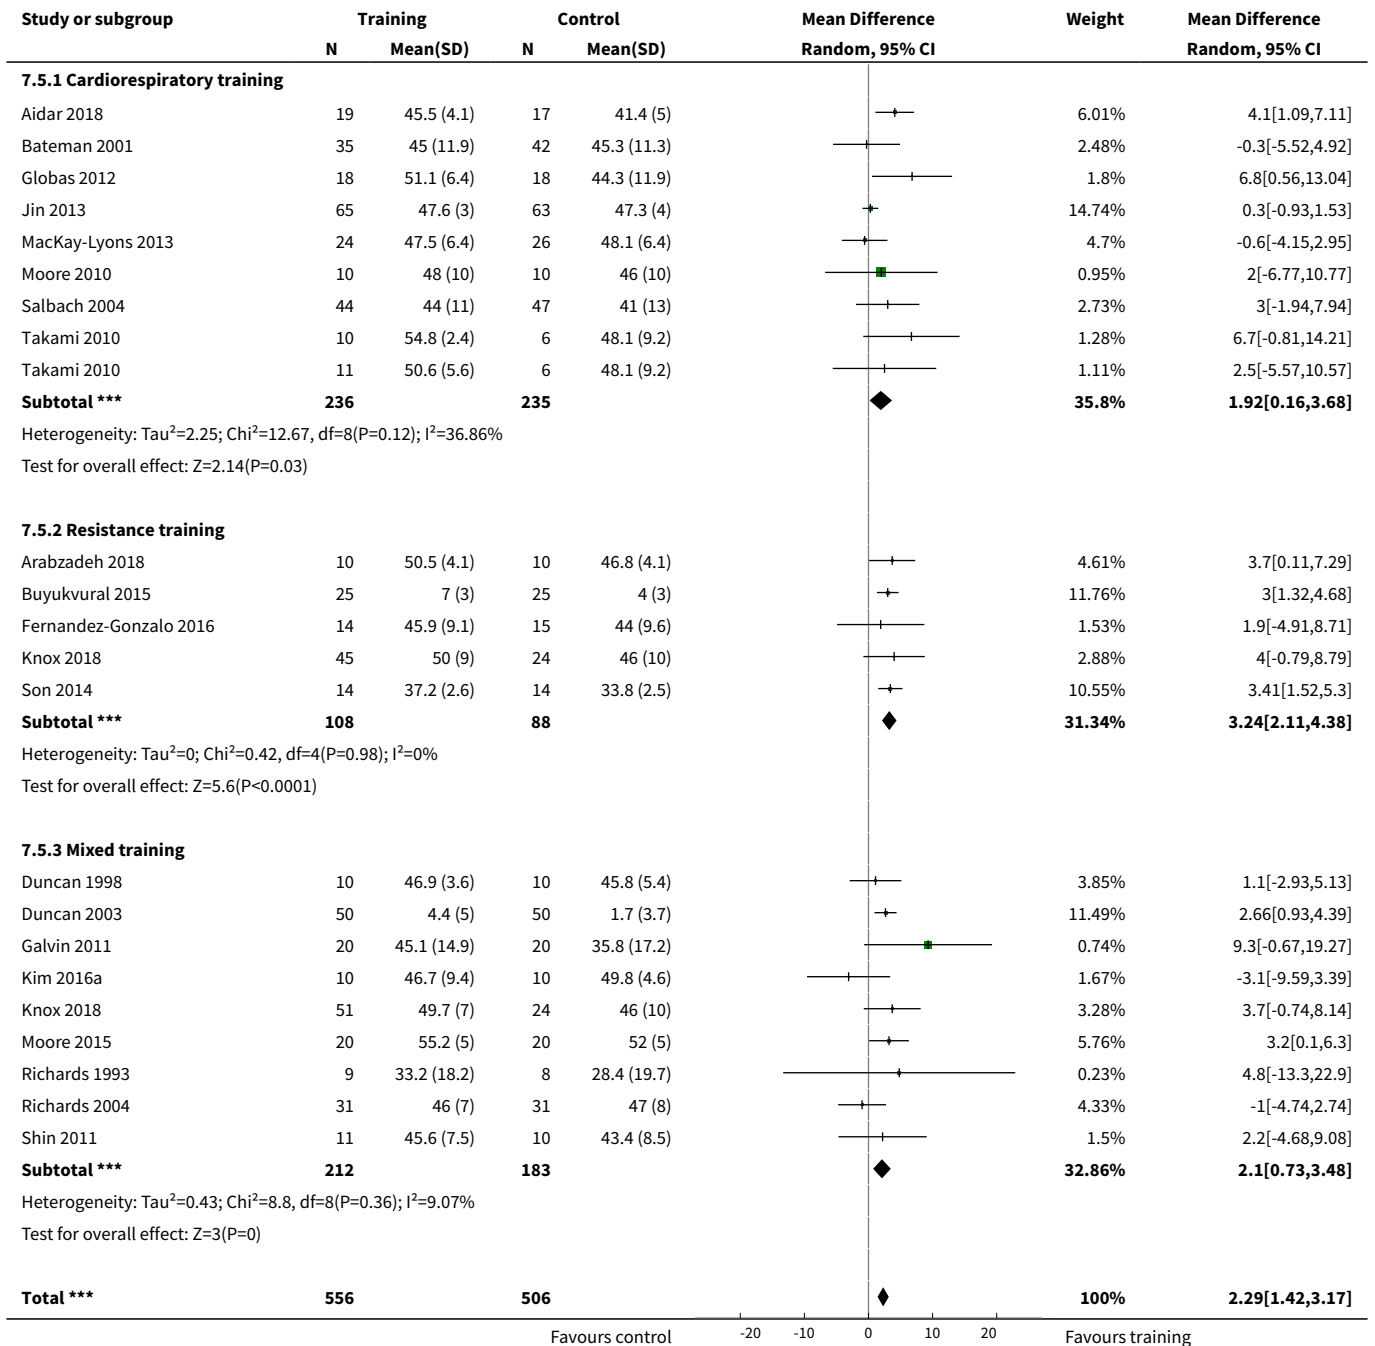 Study or subgroup Training Control Mean Difference Weight Mean Difference
N Mean(SD) N Mean(SD) Random, 95% CI Random, 95% CI
7.5.1 Cardiorespiratory training
Aidar 2018 19 45.5 (4.1) 17 41.4 (5) 6.01% 4.1[1.09,7.11]
Bateman 2001 35 45 (11.9) 42 45.3 (11.3) 2.48% -0.3[-5.52,4.92]
Globas 2012 18 51.1 (6.4) 18 44.3 (11.9) 1.8% 6.8[0.56,13.04]
Jin 2013 65 47.6 (3) 63 47.3 (4) 14.74% 0.3[-0.93,1.53]
MacKay-Lyons 2013 24 47.5 (6.4) 26 48.1 (6.4) 4.7% -0.6[-4.15,2.95]
Moore 2010 10 48 (10) 10 46 (10) 0.95% 2[-6.77,10.77]
Salbach 2004 44 44 (11) 47 41 (13) 2.73% 3[-1.94,7.94]
Takami 2010 10 54.8 (2.4) 6 48.1 (9.2) 1.28% 6.7[-0.81,14.21]
Takami 2010 11 50.6 (5.6) 6 48.1 (9.2) 1.11% 2.5[-5.57,10.57]
Subtotal *** 236 235 35.8% 1.92[0.16,3.68]
Heterogeneity: Tau²=2.25; Chi²=12.67, df=8(P=0.12); I²=36.86%
Test for overall effect: Z=2.14(P=0.03)
7.5.2 Resistance training
Arabzadeh 2018 10 50.5 (4.1) 10 46.8 (4.1) 4.61% 3.7[0.11,7.29]
Buyukvural 2015 25 7 (3) 25 4 (3) 11.76% 3[1.32,4.68]
Fernandez-Gonzalo 2016 14 45.9 (9.1) 15 44 (9.6) 1.53% 1.9[-4.91,8.71]
Knox 2018 45 50 (9) 24 46 (10) 2.88% 4[-0.79,8.79]
Son 2014 14 37.2 (2.6) 14 33.8 (2.5) 10.55% 3.41[1.52,5.3]
Subtotal *** 108 88 31.34% 3.24[2.11,4.38]
Heterogeneity: Tau²=0; Chi²=0.42, df=4(P=0.98); I²=0%
Test for overall effect: Z=5.6(P<0.0001)
7.5.3 Mixed training
Duncan 1998 10 46.9 (3.6) 10 45.8 (5.4) 3.85% 1.1[-2.93,5.13]
Duncan 2003 50 4.4 (5) 50 1.7 (3.7) 11.49% 2.66[0.93,4.39]
Galvin 2011 20 45.1 (14.9) 20 35.8 (17.2) 0.74% 9.3[-0.67,19.27]
Kim 2016a 10 46.7 (9.4) 10 49.8 (4.6) 1.67% -3.1[-9.59,3.39]
Knox 2018 51 49.7 (7) 24 46 (10) 3.28% 3.7[-0.74,8.14]
Moore 2015 20 55.2 (5) 20 52 (5) 5.76% 3.2[0.1,6.3]
Richards 1993 9 33.2 (18.2) 8 28.4 (19.7) 0.23% 4.8[-13.3,22.9]
Richards 2004 31 46 (7) 31 47 (8) 4.33% -1[-4.74,2.74]
Shin 2011 11 45.6 (7.5) 10 43.4 (8.5) 1.5% 2.2[-4.68,9.08]
Subtotal *** 212 183 32.86% 2.1[0.73,3.48]
Heterogeneity: Tau²=0.43; Chi²=8.8, df=8(P=0.36); I²=9.07%
Test for overall effect: Z=3(P=0)
Total *** 556 506 100% 2.29[1.42,3.17]
Favours control -20 -10 0 10 20 Favours training